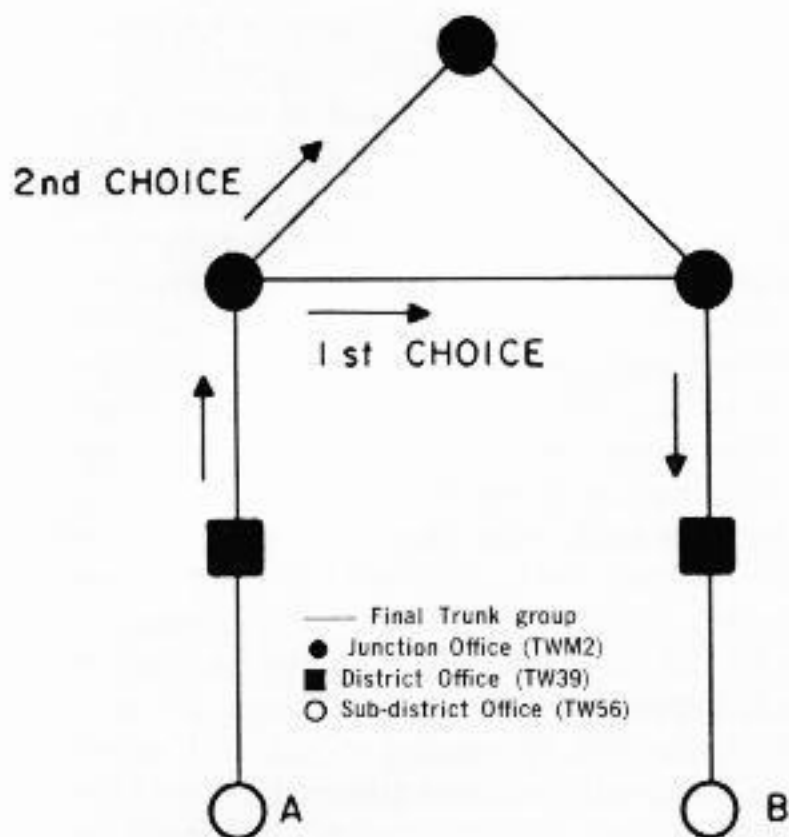 2nd CHOICE
1st CHOICE
Final Trunk group
Junction Office (TWM2)
District Office (TW39)
Sub-district Office (TW56)
A
B